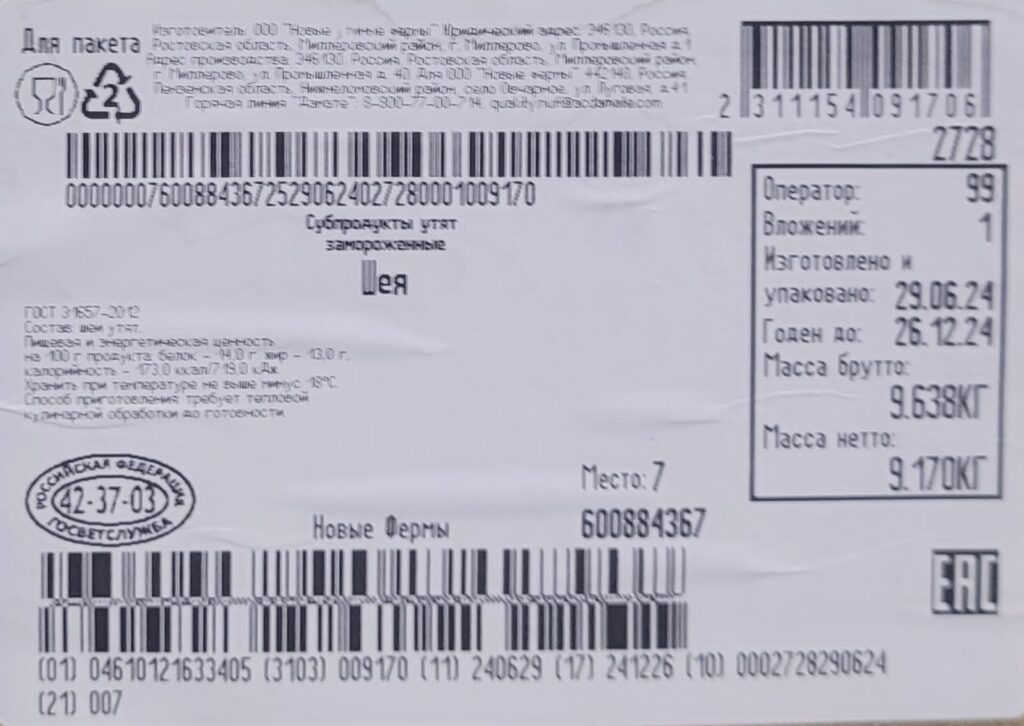 Для пакета
2
Изготовитель: ООО "Новые утиные фермы" Юридический адрес: 346130, Россия,
Ростовская область, Миллеровский район, г. Миллерово, ул. Промышленная д.1
Адрес производства: 346130, Россия, Ростовская область, Миллеровский район,
г. Миллерово, ул. Промышленная д. 40. Для ООО "Новые фермы" 442140, Россия,
Пензенская область, Нижнеломовский район, село Овчарное, ул. Луговая, д.41
Горячая линия "Дамате": 8-800-77-00-714,
2 311154 091706
2728
0000000760088436725290624027280001009170
Субпродукты утят
замороженные
Шея
Оператор: 99
Вложений: 1
Изготовлено и
упаковано: 29.06.24
Годен до: 26.12.24
Масса брутто:
9.638КГ
Масса нетто:
9.170КГ
ГОСТ 31657-2012
Состав: шеи утят.
Пищевая и энергетическая ценность
на 100 г продукта: белок - 14,0 г, жир - 13,0 г,
калорийность - 173,0 ккал/719,0 кДж
Хранить при температуре не выше минус 18°С
Способ приготовления: требует тепловой
кулинарной обработки до готовности
РОССИЙСКАЯ ФЕДЕРАЦИЯ
42-37-03
ГОСВЕТСЛУЖБА
Место: 7
Новые Фермы
600884367
EAC
(01) 04610121633405 (3103) 009170 (11) 240629 (17) 241226 (10) 0002728290624
(21) 007